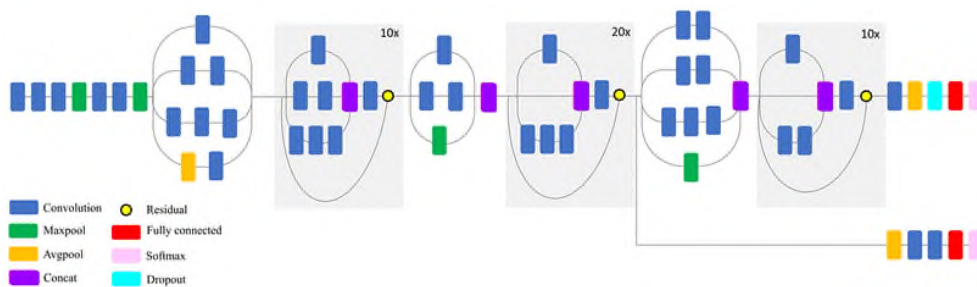 10x
20x
10x
Convolution
Residual
Maxpool
Fully connected
Avgpool
Softmax
Concat
Dropout